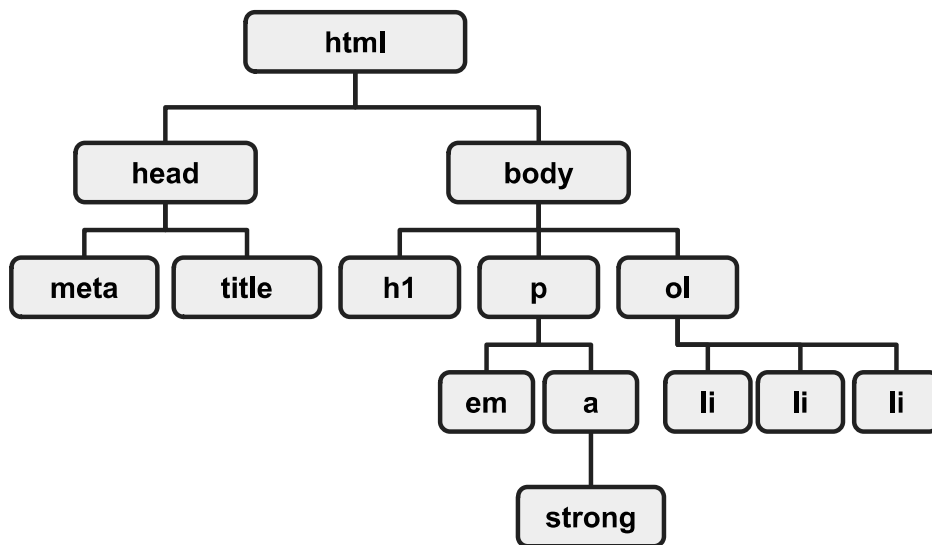 html
head
body
meta
title
h1
p
ol
em
a
li
li
li
strong